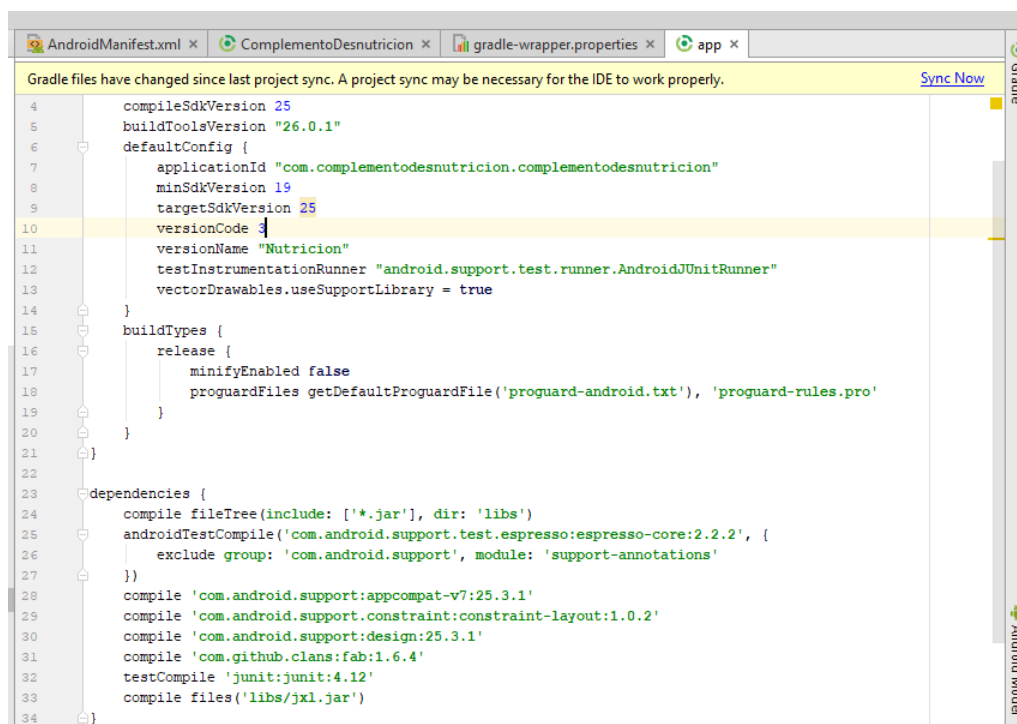 AndroidManifest.xml × ComplementoDesnutricion × gradle-wrapper.properties × app ×
Gradle files have changed since last project sync. A project sync may be necessary for the IDE to work properly. Sync Now
Gradle
4 compileSdkVersion 25
5 buildToolsVersion "26.0.1"
6 defaultConfig {
7 applicationId "com.complementodesnutricion.complementodesnutricion"
8 minSdkVersion 19
9 targetSdkVersion 25
10 versionCode 3
11 versionName "Nutricion"
12 testInstrumentationRunner "android.support.test.runner.AndroidJUnitRunner"
13 vectorDrawables.useSupportLibrary = true
14 }
15 buildTypes {
16 release {
17 minifyEnabled false
18 proguardFiles getDefaultProguardFile('proguard-android.txt'), 'proguard-rules.pro'
19 }
20 }
21 }
22
23 dependencies {
24 compile fileTree(include: ['*.jar'], dir: 'libs')
25 androidTestCompile('com.android.support.test.espresso:espresso-core:2.2.2', {
26 exclude group: 'com.android.support', module: 'support-annotations'
27 })
28 compile 'com.android.support:appcompat-v7:25.3.1'
29 compile 'com.android.support.constraint:constraint-layout:1.0.2'
30 compile 'com.android.support:design:25.3.1'
31 compile 'com.github.clans:fab:1.6.4'
32 testCompile 'junit:junit:4.12'
33 compile files('libs/jxl.jar')
34 }
Android Model